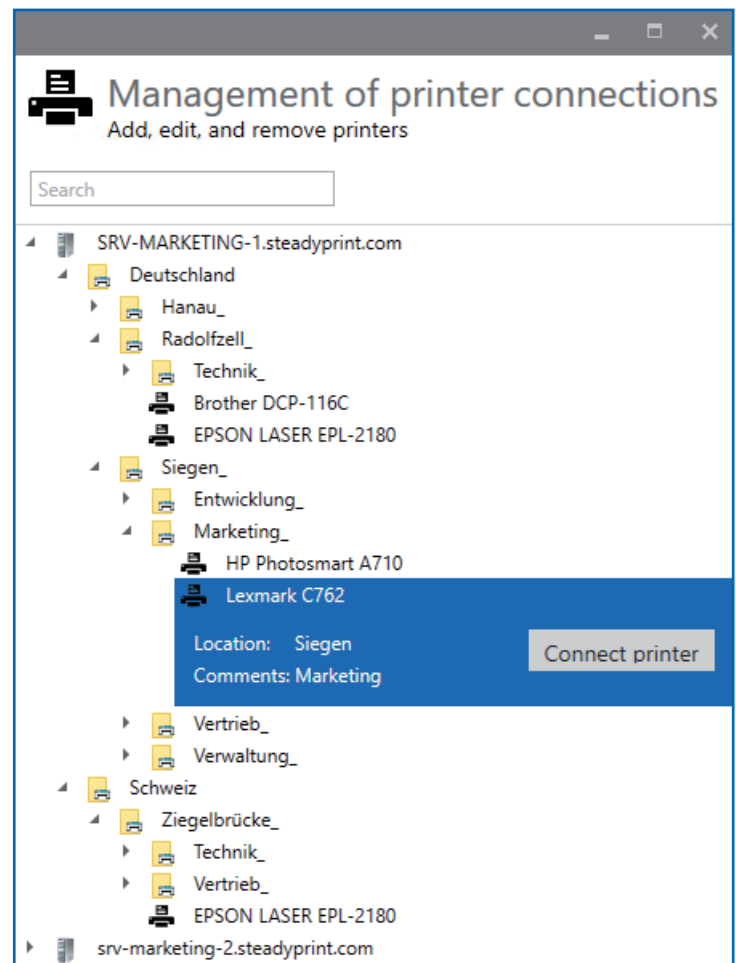 Management of printer connections
Add, edit, and remove printers
Search
SRV-MARKETING-1.steadyprint.com
Deutschland
Hanau_
Radolfzell_
Technik_
Brother DCP-116C
EPSON LASER EPL-2180
Siegen_
Entwicklung_
Marketing_
HP Photosmart A710
Lexmark C762
Location: Siegen
Connect printer
Comments: Marketing
Vertrieb_
Verwaltung_
Schweiz
Ziegelbrücke_
Technik_
Vertrieb_
EPSON LASER EPL-2180
srv-marketing-2.steadyprint.com